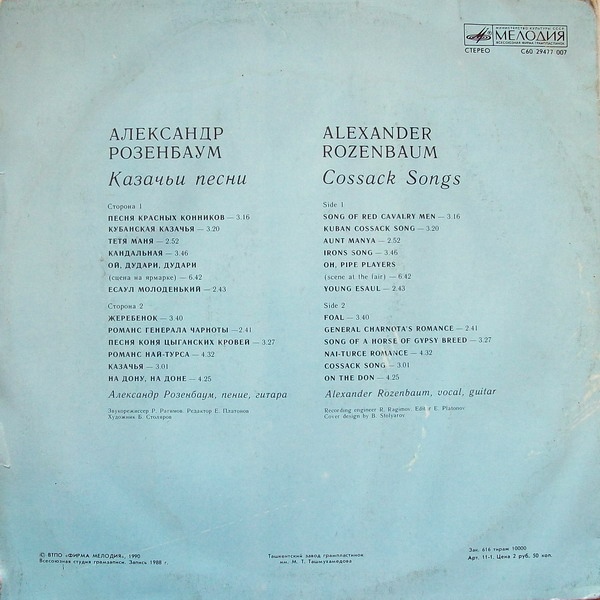 МИНИСТЕРСТВО КУЛЬТУРЫ СССР
МЕЛОДИЯ
ВСЕСОЮЗНАЯ ФИРМА ГРАМПЛАСТИНОК
СТЕРЕО С60 29477 007
АЛЕКСАНДР
РОЗЕНБАУМ
Казачьи песни
Сторона 1
ПЕСНЯ КРАСНЫХ КОННИКОВ — 3.16
КУБАНСКАЯ КАЗАЧЬЯ — 3.20
ТЕТЯ МАНЯ — 2.52
КАНДАЛЬНАЯ — 3.46
ОЙ, ДУДАРИ, ДУДАРИ
(сцена на ярмарке) — 6.42
ЕСАУЛ МОЛОДЕНЬКИЙ — 2.43
Сторона 2
ЖЕРЕБЕНОК — 3.40
РОМАНС ГЕНЕРАЛА ЧАРНОТЫ — 2.41
ПЕСНЯ КОНЯ ЦЫГАНСКИХ КРОВЕЙ — 3.27
РОМАНС НАЙ-ТУРСА — 4.32
КАЗАЧЬЯ — 3.01
НА ДОНУ, НА ДОНЕ — 4.25
Александр Розенбаум, пение, гитара
Звукорежиссер Р. Рагимов. Редактор Е. Платонов
Художник Б. Столяров
ALEXANDER
ROZENBAUM
Cossack Songs
Side 1
SONG OF RED CAVALRY MEN — 3.16
KUBAN COSSACK SONG — 3.20
AUNT MANYA — 2.52
IRONS SONG — 3.46
OH, PIPE PLAYERS
(scene at the fair) — 6.42
YOUNG ESAUL — 2.43
Side 2
FOAL — 3.40
GENERAL CHARNOTA'S ROMANCE — 2.41
SONG OF A HORSE OF GYPSY BREED — 3.27
NAI-TURCE ROMANCE — 4.32
COSSACK SONG — 3.01
ON THE DON — 4.25
Alexander Rozenbaum, vocal, guitar
Recording engineer R. Ragimov. Editor E. Platonov
Cover design by B. Stolyarov
© ВТПО «ФИРМА МЕЛОДИЯ», 1990
Всесоюзная студия грамзаписи. Запись 1988 г.
Ташкентский завод грампластинок
им. М. Т. Ташмухамедова
Зак. 616 тираж 10000
Арт. 11-1. Цена 2 руб. 50 коп.